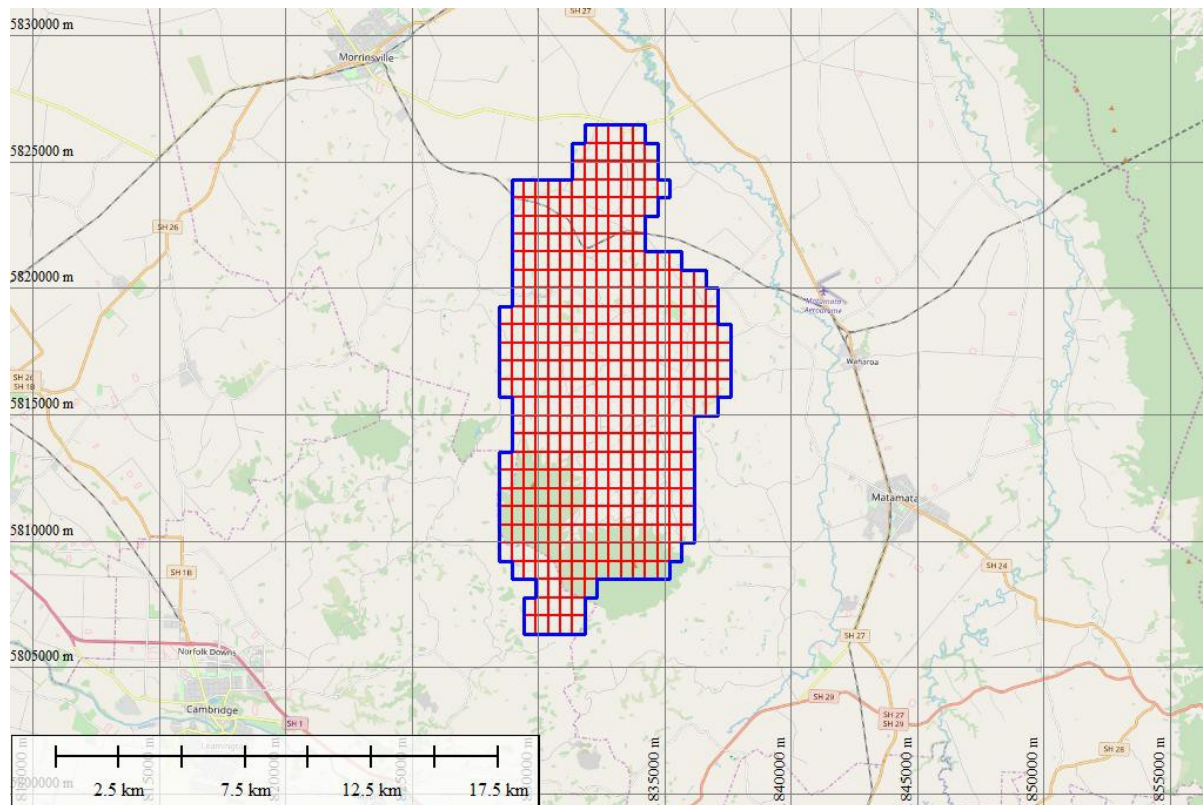 5830000 m
SH 27
Morrinsville
5825000 m
SH 26
5820000 m
Matamata
Aerodrome
Waharoa
SH 26
SH 1B
5815000 m
Matamata
5810000 m
SH 24
SH 1B
SH 27
Norfolk Downs
5805000 m
SH 29
Cambridge
SH 1
SH 27
SH 29
Leamington
SH 28
835000 m
840000 m
845000 m
850000 m
2.5 km
7.5 km
12.5 km
17.5 km